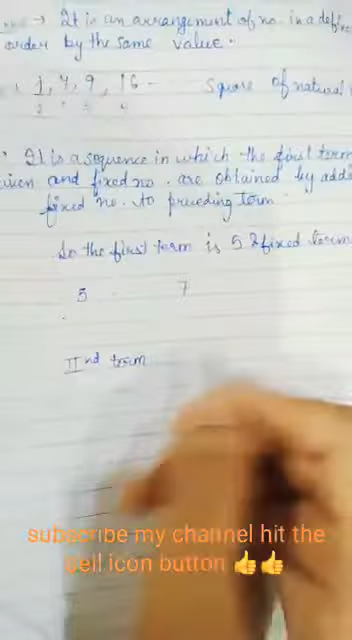 → It is an arrangement of no. in a
order by the same value.
1, 4, 9, 16 - Square of natural
It is a sequence in which the first term
given and fixed no. are obtained by
fixed no. to preceding term
So the first term is 5 & fixed term
5 7
IInd term
subscribe my channel hit the
bell icon button 👍👍